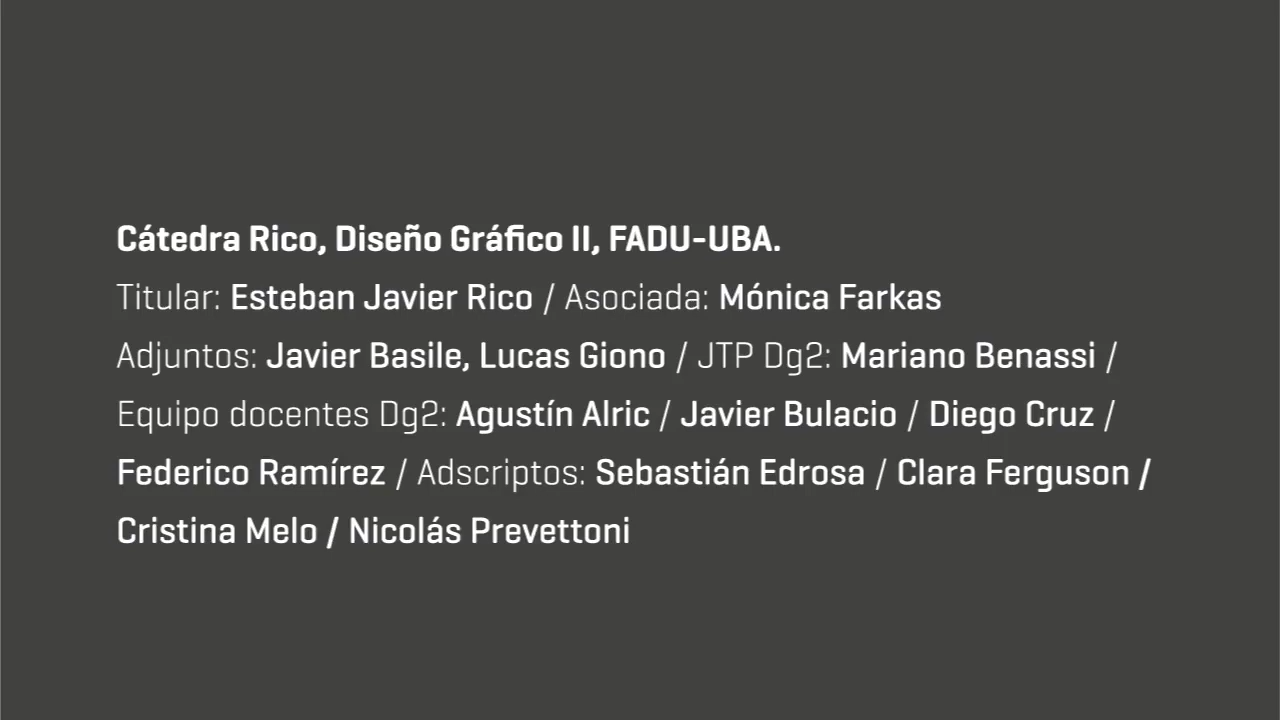 Cátedra Rico, Diseño Gráfico II, FADU-UBA.
Titular: Esteban Javier Rico / Asociada: Mónica Farkas
Adjuntos: Javier Basile, Lucas Giono / JTP Dg2: Mariano Benassi /
Equipo docentes Dg2: Agustín Alric / Javier Bulacio / Diego Cruz /
Federico Ramírez / Adscriptos: Sebastián Edrosa / Clara Ferguson /
Cristina Melo / Nicolás Prevettoni